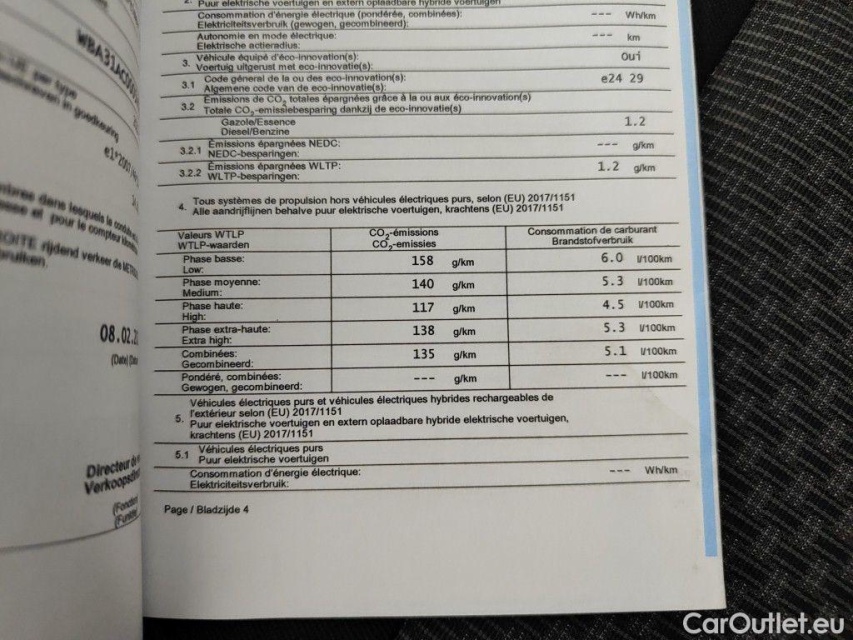 2. Puur elektrische voertuigen en extern oplaadbare hybride voertuigen
Consommation d'énergie électrique (pondérée, combinées):
Elektriciteitsverbruik (gewogen, gecombineerd):
--- Wh/km
Autonomie en mode électrique:
Elektrische actieradius:
--- km
3. Véhicule équipé d'éco-innovation(s):
Voertuig uitgerust met eco-innovatie(s):
Oui
3.1 Code général de la ou des eco-innovation(s):
Algemene code van de eco-innovatie(s):
e24 29
3.2 Émissions de CO2 totales épargnées grâce à la ou aux éco-innovation(s)
Totale CO2-emissiebesparing dankzij de eco-innovatie(s)
Gazole/Essence
Diesel/Benzine
1.2
3.2.1 Émissions épargnées NEDC:
NEDC-besparingen:
--- g/km
3.2.2 Émissions épargnées WLTP:
WLTP-besparingen:
1.2 g/km
4. Tous systèmes de propulsion hors véhicules électriques purs, selon (EU) 2017/1151
Alle aandrijflijnen behalve puur elektrische voertuigen, krachtens (EU) 2017/1151
Valeurs WTLP
WTLP-waarden
CO2-émissions
CO2-emissies
Consommation de carburant
Brandstofverbuik
Phase basse:
Low:
158 g/km
6.0 l/100km
Phase moyenne:
Medium:
140 g/km
5.3 l/100km
Phase haute:
High:
117 g/km
4.5 l/100km
Phase extra-haute:
Extra high:
138 g/km
5.3 l/100km
Combinées:
Gecombineerd:
135 g/km
5.1 l/100km
Pondéré, combinées:
Gewogen, gecombineerd:
--- g/km
--- l/100km
5. Véhicules électriques purs et véhicules électriques hybrides rechargeables de
l'extérieur selon (EU) 2017/1151
Puur elektrische voertuigen en extern oplaadbare hybride elektrische voertuigen,
krachtens (EU) 2017/1151
5.1 Véhicules électriques purs
Puur elektrische voertuigen
Consommation d'énergie électrique:
Elektriciteitsverbruik:
--- Wh/km
Page / Bladzijde 4
per type
08.02.2
(Date) (Dat
Directeur de
Verkoopsdi
CarOutlet.eu